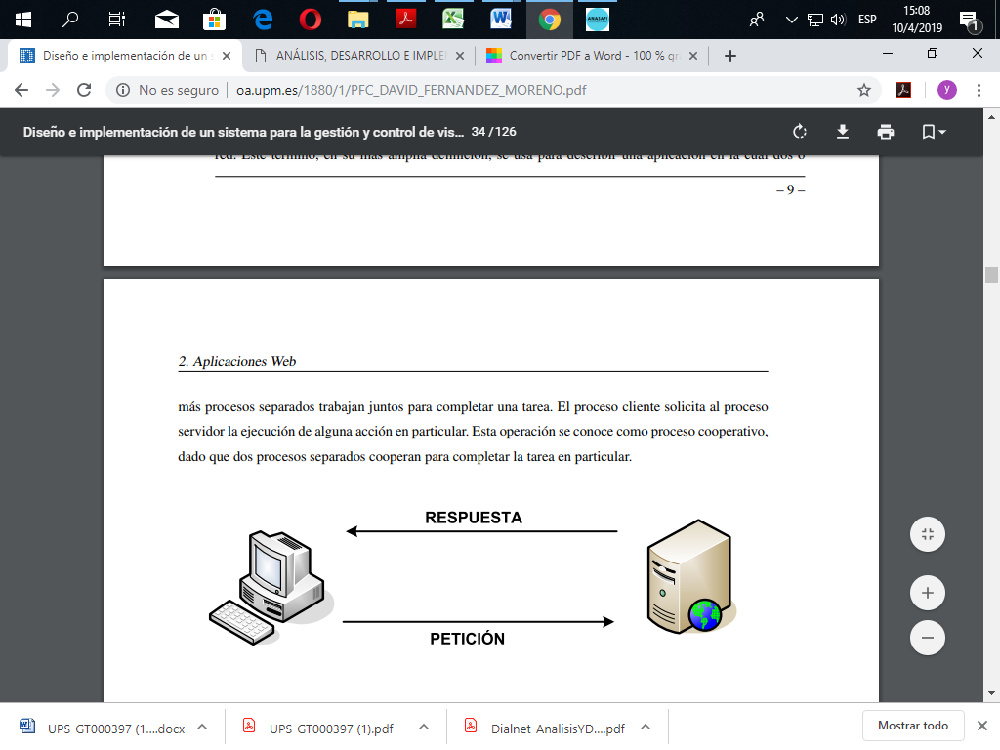 ARASAFI
ESP
15:08
10/4/2019
1
Diseño e implementación de un s
ANÁLISIS, DESARROLLO E IMPLE
Convertir PDF a Word - 100 % gr
No es seguro
oa.upm.es/1880/1/PFC_DAVID_FERNANDEZ_MORENO.pdf
y
Diseño e implementación de un sistema para la gestión y control de vis... 34 / 126
red. Este término, en su más amplia definición, se usa para describir una aplicación en la cual dos o
– 9 –
2. Aplicaciones Web
más procesos separados trabajan juntos para completar una tarea. El proceso cliente solicita al proceso
servidor la ejecución de alguna acción en particular. Esta operación se conoce como proceso cooperativo,
dado que dos procesos separados cooperan para completar la tarea en particular.
RESPUESTA
PETICIÓN
UPS-GT000397 (1....docx
UPS-GT000397 (1).pdf
Dialnet-AnalisisYD....pdf
Mostrar todo